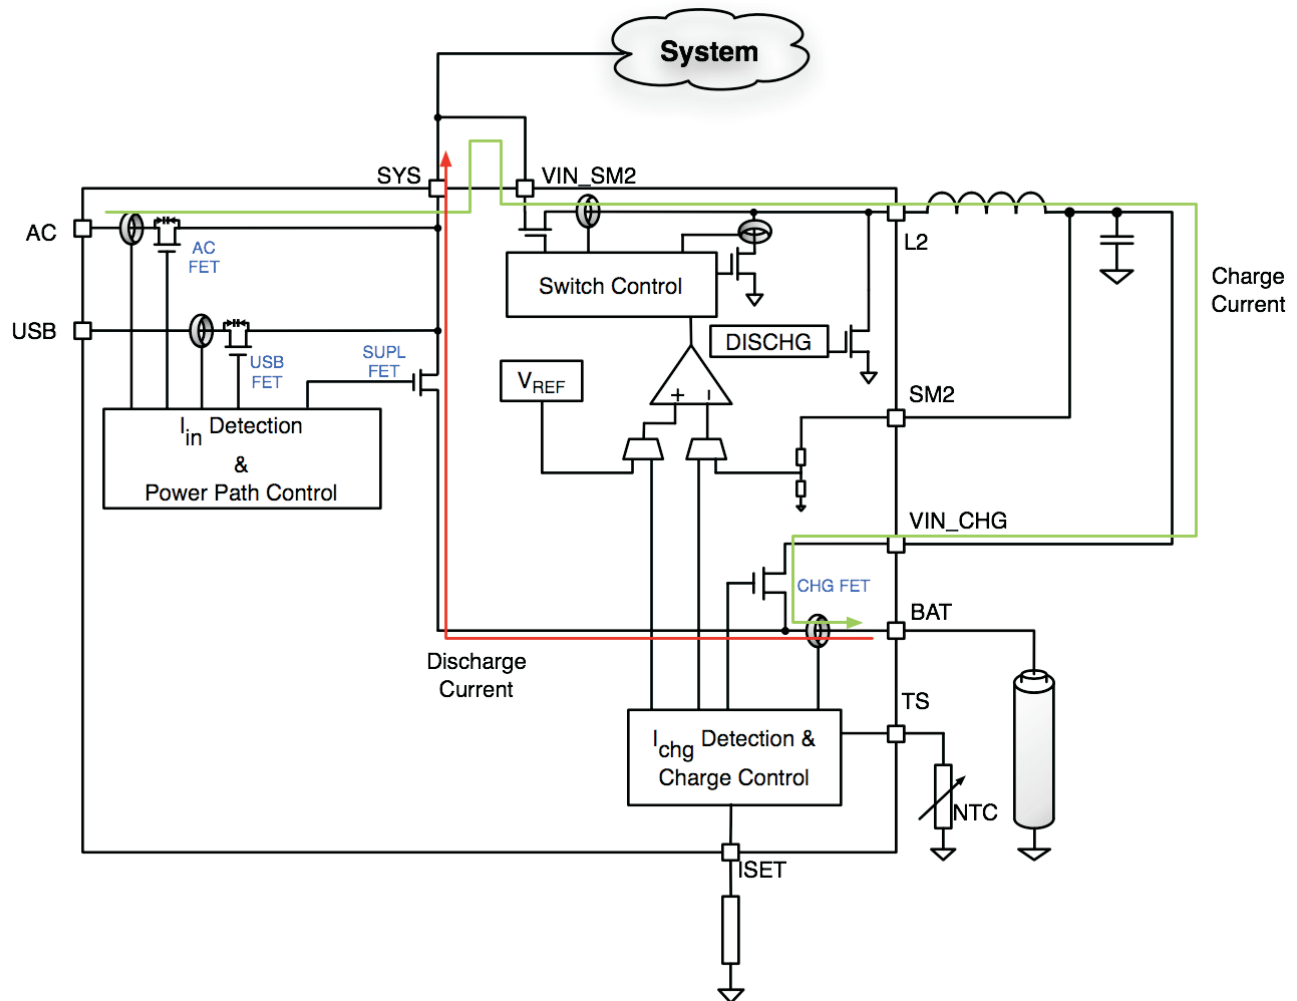 System
SYS
VIN_SM2
AC
AC
FET
L2
Switch Control
Charge
Current
USB
USB
FET
SUPL
FET
DISCHG
VREF
+
−
SM2
Iin Detection
&
Power Path Control
VIN_CHG
CHG FET
BAT
Discharge
Current
TS
Ichg Detection &
Charge Control
NTC
ISET